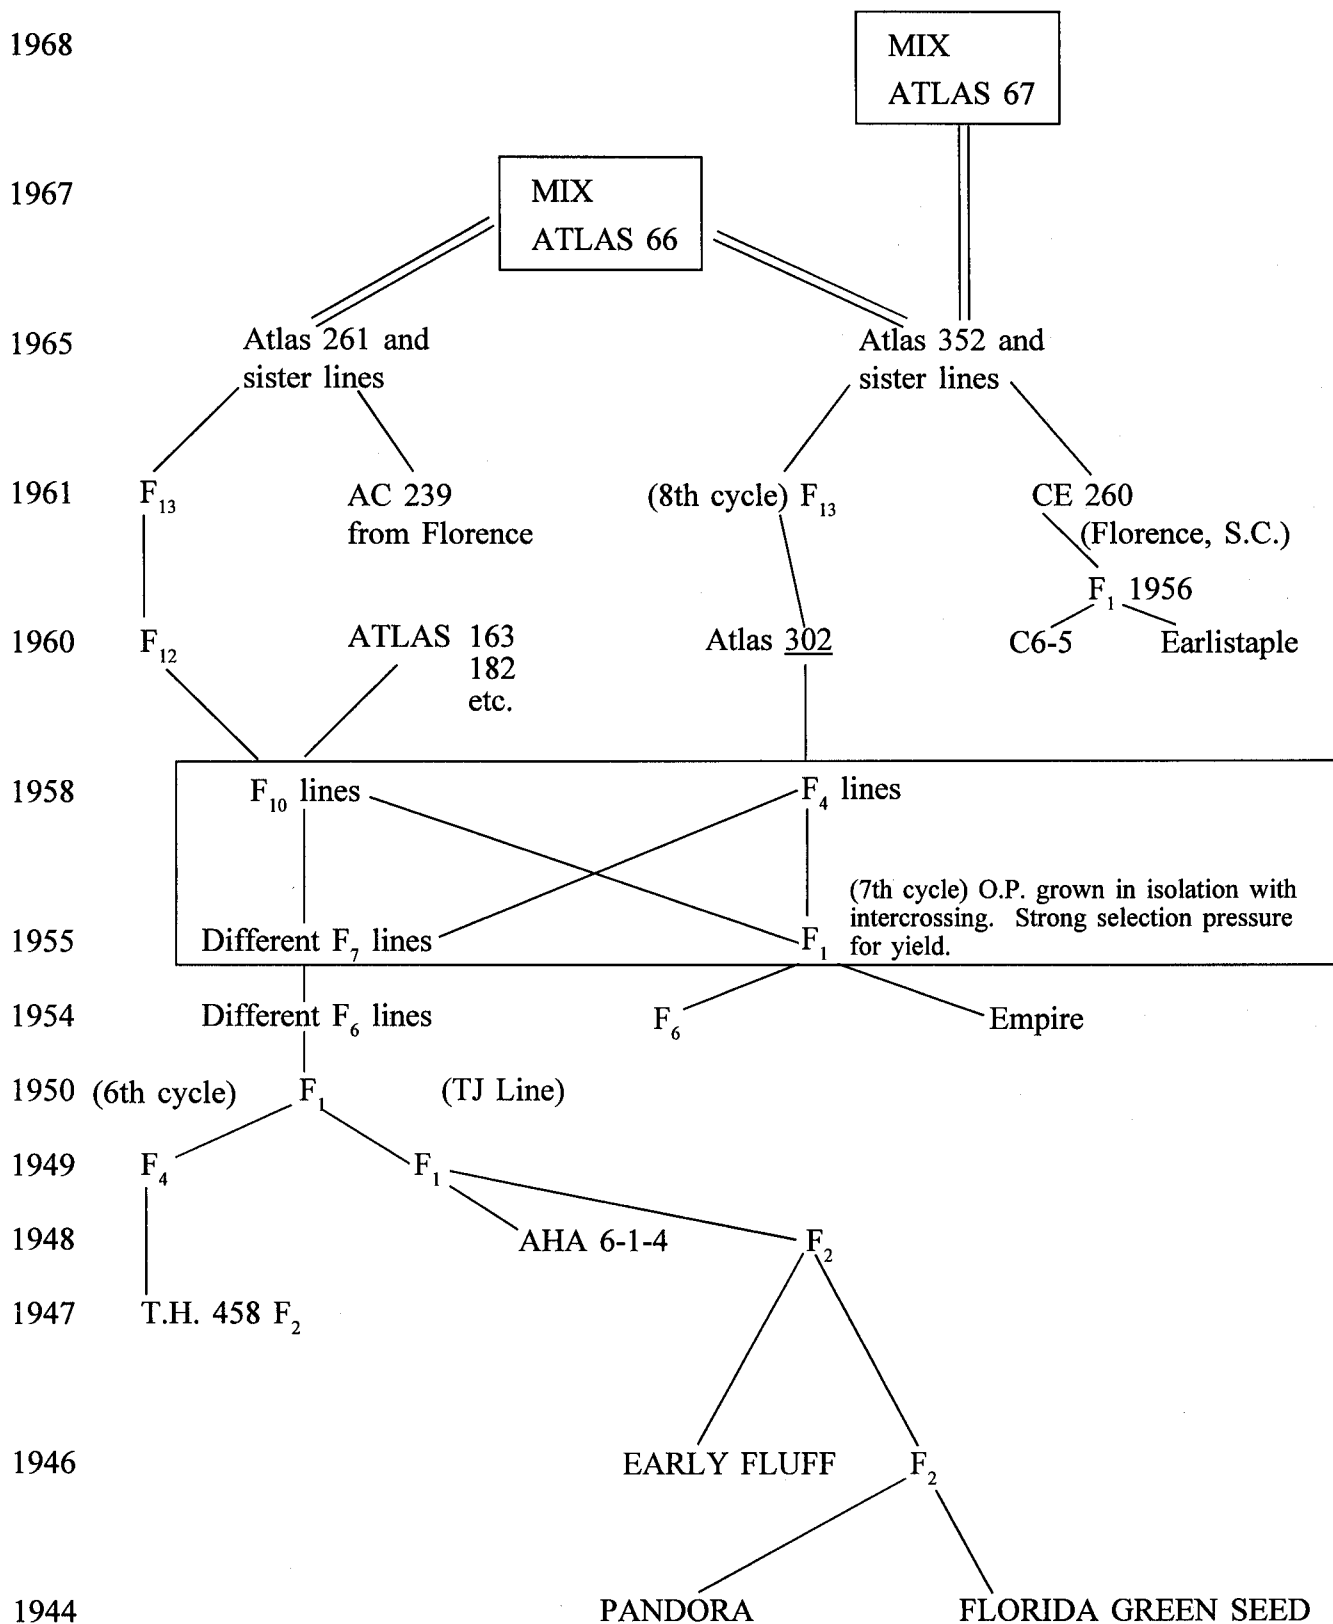 1968
MIX
ATLAS 67
1967
MIX
ATLAS 66
1965
Atlas 261 and
sister lines
Atlas 352 and
sister lines
1961
F₁₃
AC 239
from Florence
(8th cycle) F₁₃
CE 260
(Florence, S.C.)
F₁ 1956
1960
F₁₂
ATLAS 163
182
etc.
Atlas 302
C6-5
Earlistaple
1958
F₁₀ lines
F₄ lines
(7th cycle) O.P. grown in isolation with
intercrossing. Strong selection pressure
for yield.
1955
Different F₇ lines
F₁
1954
Different F₆ lines
F₆
Empire
1950
(6th cycle)
F₁
(TJ Line)
1949
F₄
F₁
1948
AHA 6-1-4
F₂
1947
T.H. 458 F₂
1946
EARLY FLUFF
F₂
1944
PANDORA
FLORIDA GREEN SEED